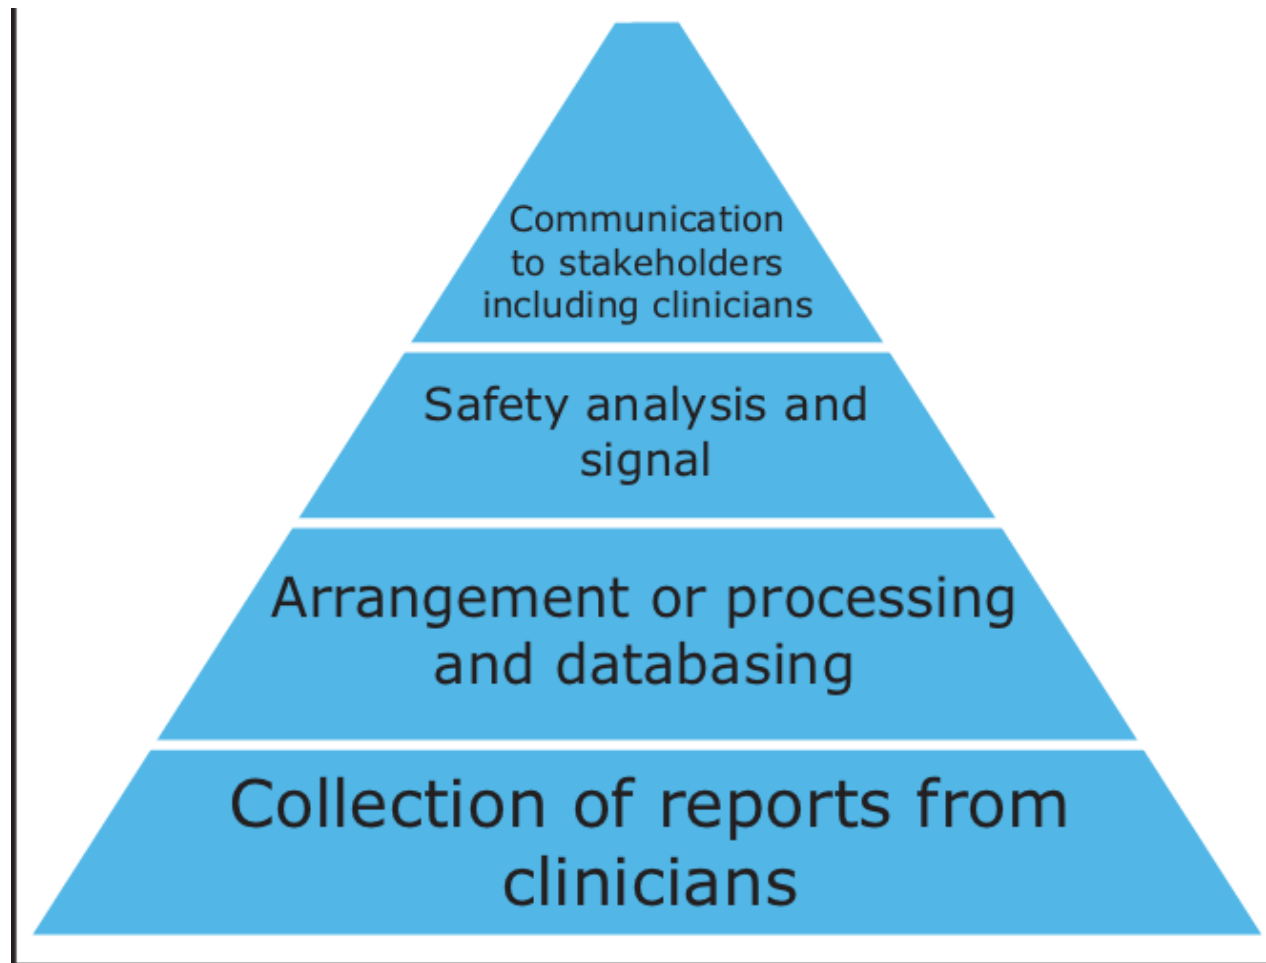 Communication
to stakeholders
including clinicians
Safety analysis and
signal
Arrangement or processing
and databasing
Collection of reports from
clinicians